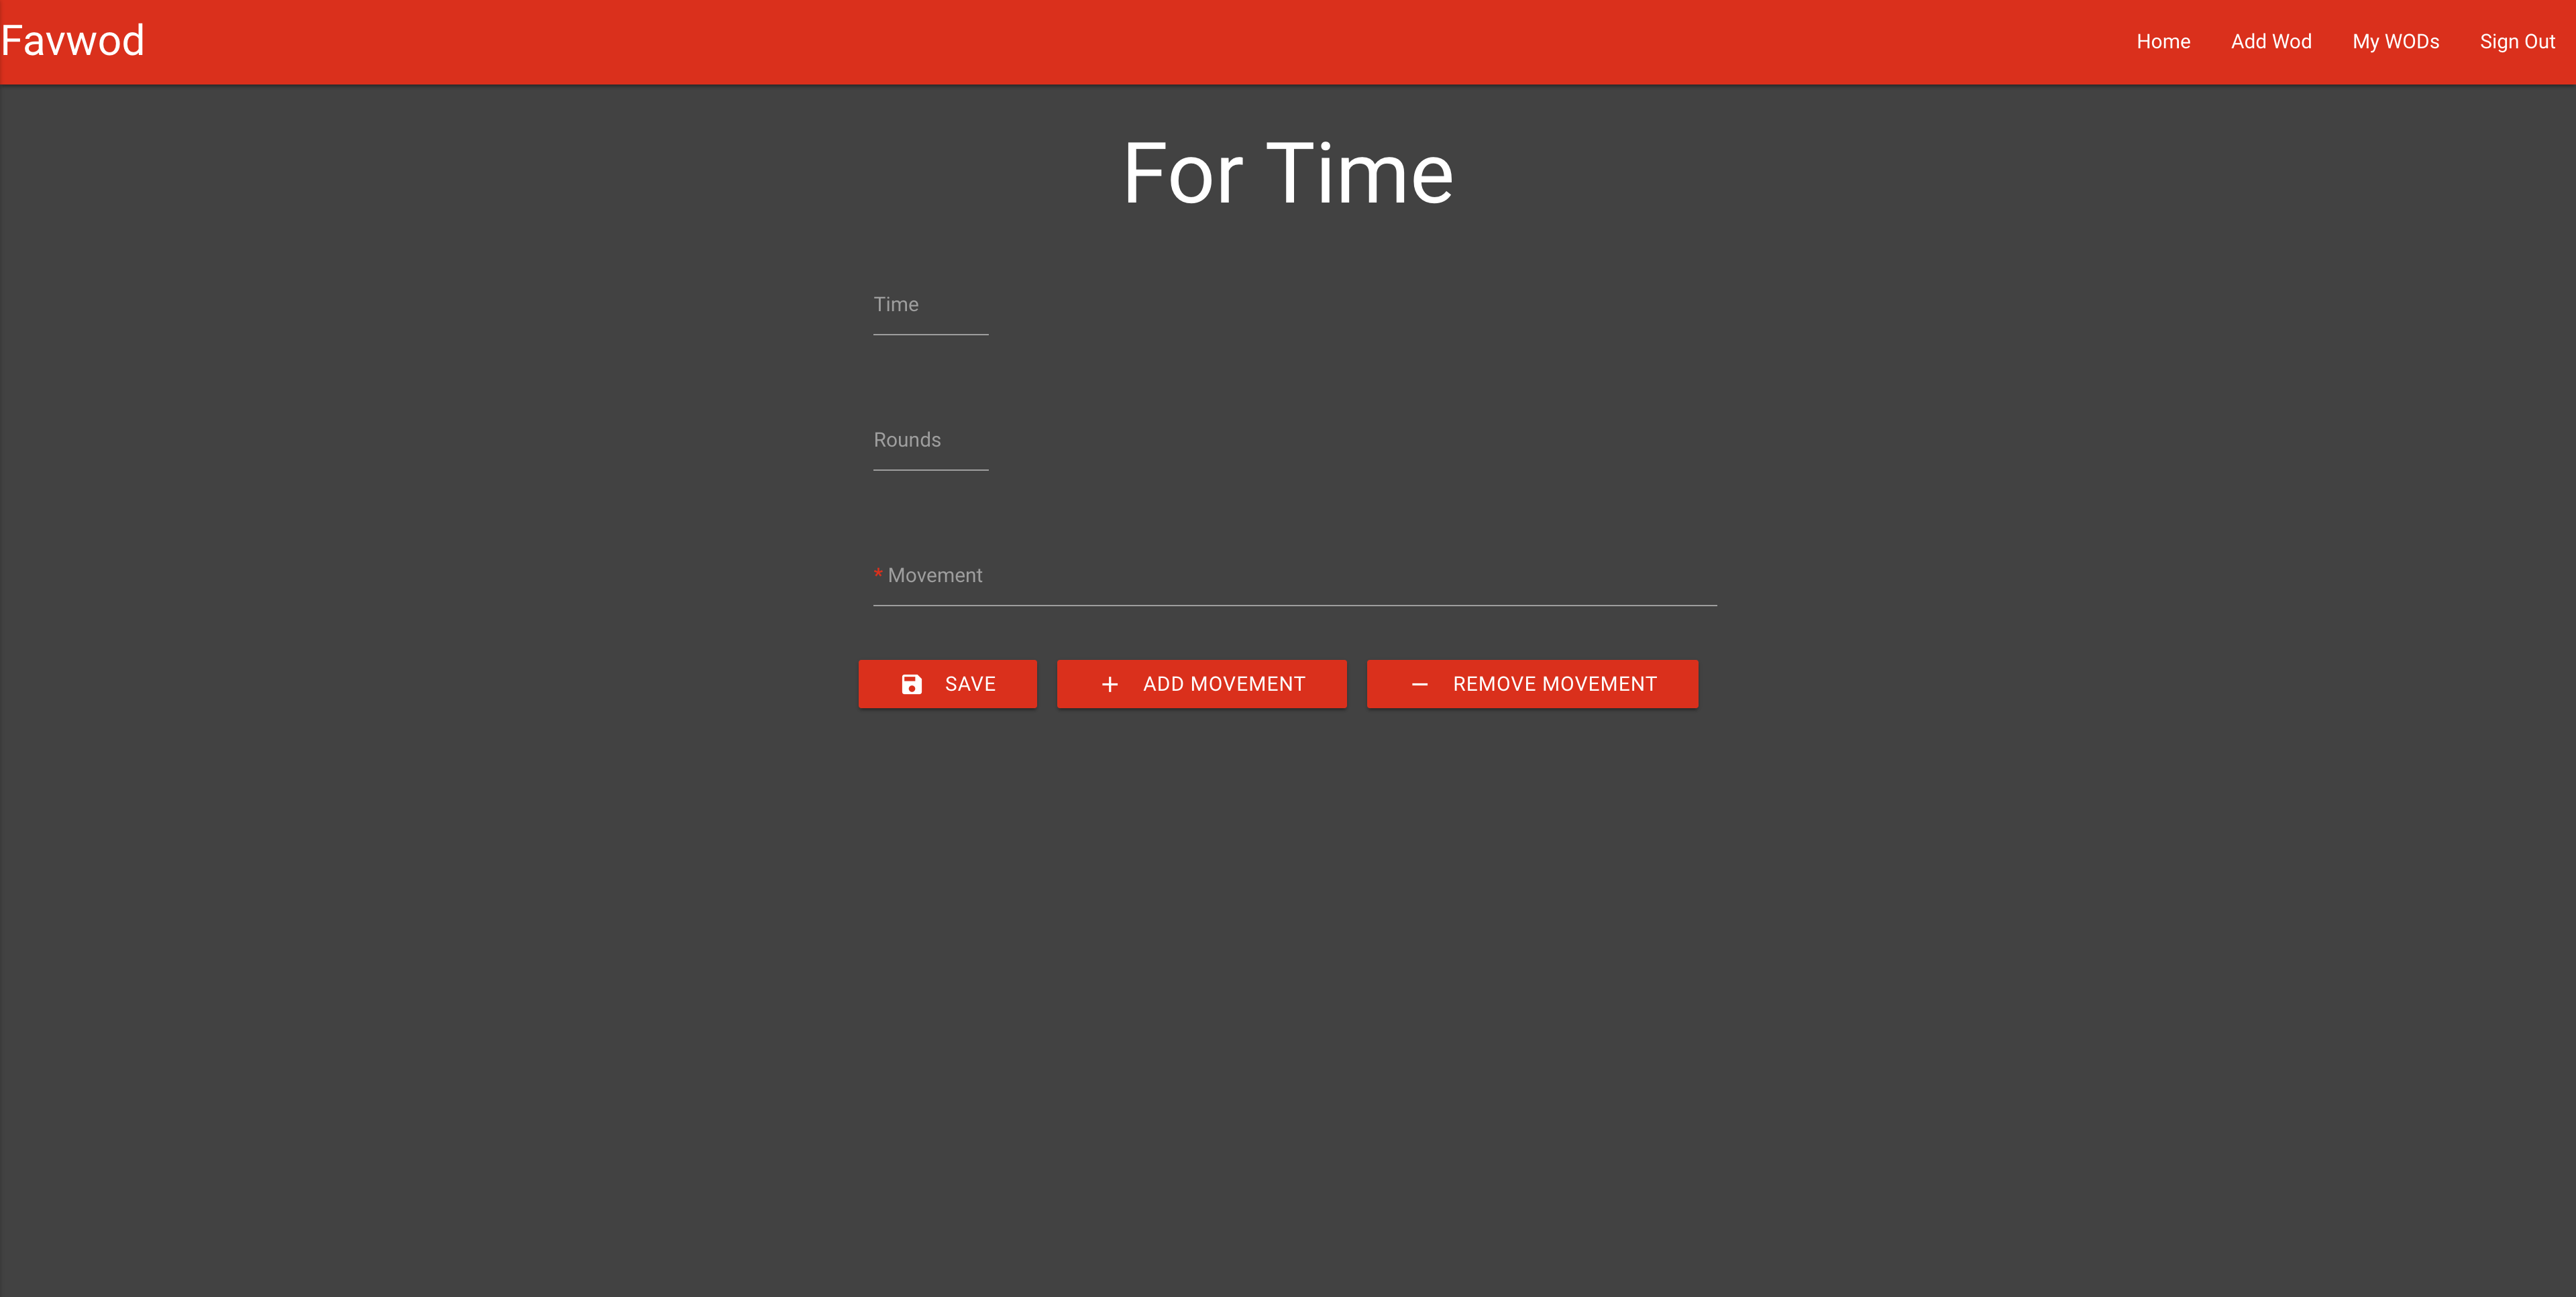 Favwod
Home Add Wod My WODs Sign Out
For Time
Time
Rounds
* Movement
SAVE ADD MOVEMENT REMOVE MOVEMENT